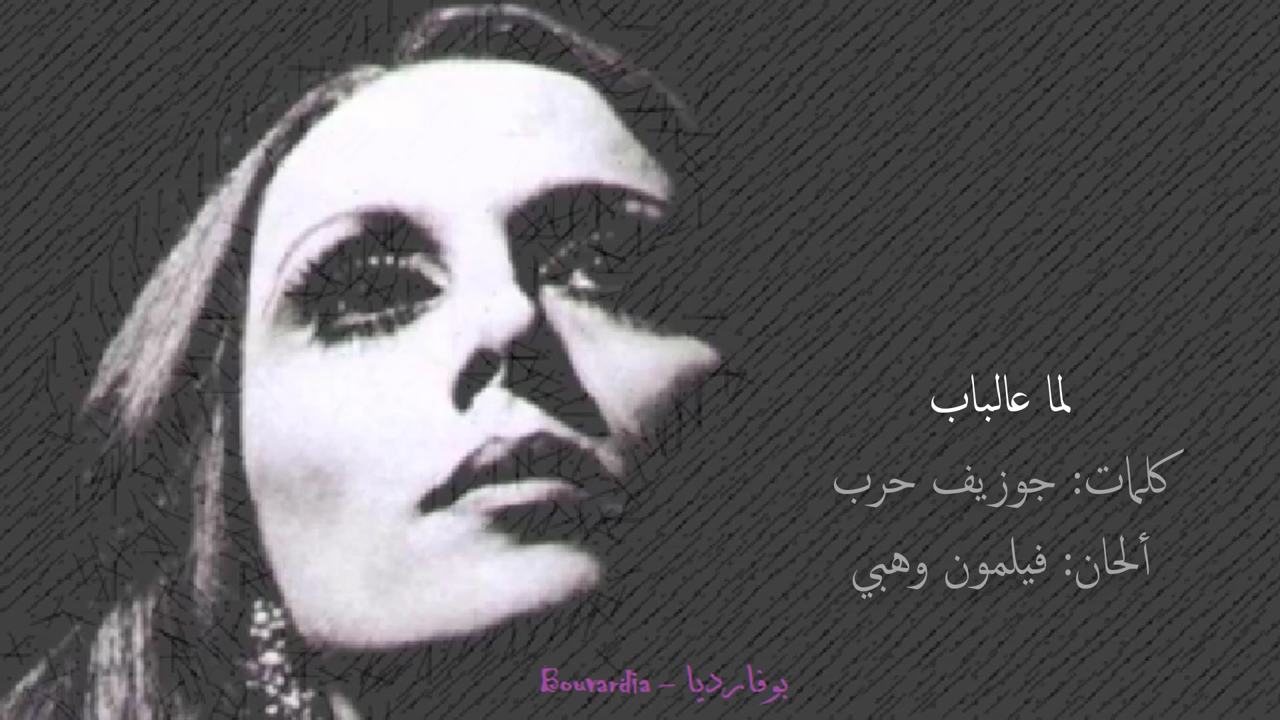 لما عالباب
كلمات: جوزيف حرب
ألحان: فيلمون وهبي
Bouvardia - بوفارديا